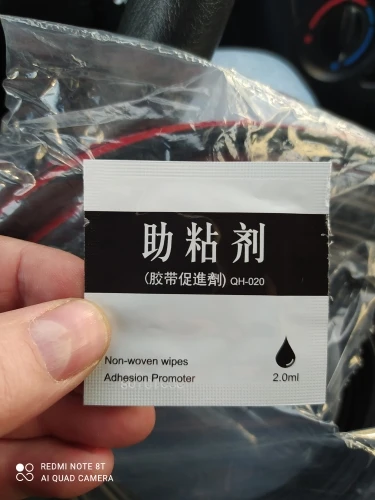 助粘剂
(胶带促進劑) QH-020
Non-woven wipes
Adhesion Promoter
2.0ml
REDMI NOTE 8T
AI QUAD CAMERA